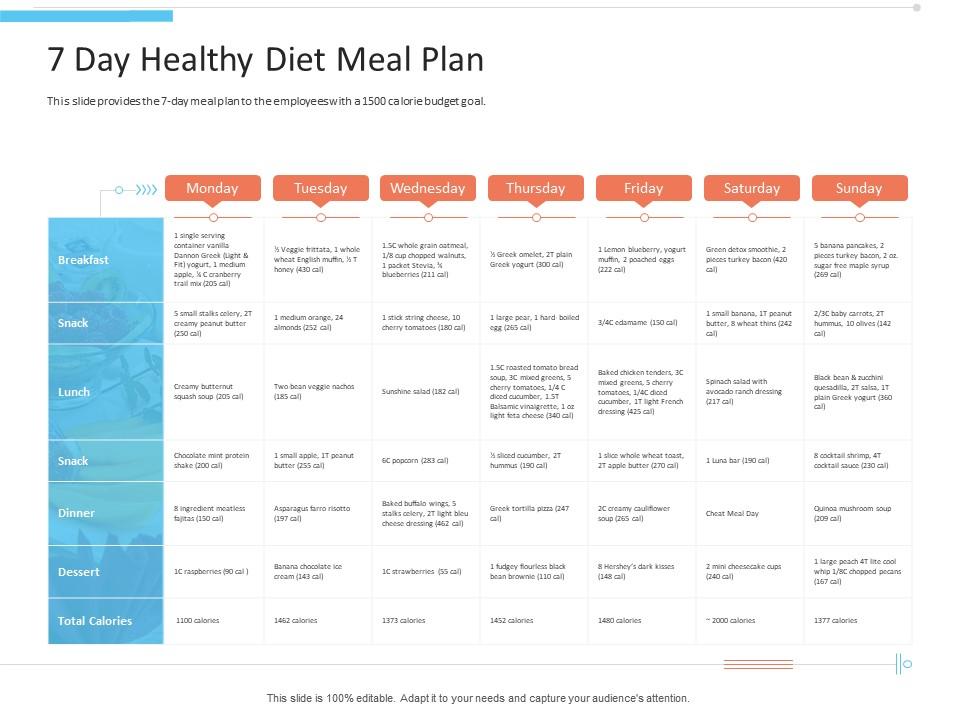 7 Day Healthy Diet Meal Plan
This slide provides the 7-day meal plan to the employees with a 1500 calorie budget goal.
Monday
Tuesday
Wednesday
Thursday
Friday
Saturday
Sunday
Breakfast
1 single serving
container vanilla
Dannon Greek (Light &
Fit) yogurt, 1 medium
apple, ¼ C cranberry
trail mix (205 cal)
½ Veggie frittata, 1 whole
wheat English muffin, ½ T
honey (430 cal)
1.5C whole grain oatmeal,
1/8 cup chopped walnuts,
1 packet Stevia,
blueberries (211 cal)
½ Greek omelet, 2T plain
Greek yogurt (300 cal)
1 Lemon blueberry, yogurt
muffin, 2 poached eggs
(222 cal)
Green detox smoothie, 2
pieces turkey bacon (420
cal)
5 banana pancakes, 2
pieces turkey bacon, 2 oz.
sugar free maple syrup
(269 cal)
Snack
5 small stalks celery, 2T
creamy peanut butter
(250 cal)
1 medium orange, 24
almonds (252 cal)
1 stick string cheese, 10
cherry tomatoes (180 cal)
1 large pear, 1 hard- boiled
egg (265 cal)
3/4C edamame (150 cal)
1 small banana, 1T peanut
butter, 8 wheat thins (242
cal)
2/3C baby carrots, 2T
hummus, 10 olives (142
cal)
Lunch
Creamy butternut
squash soup (205 cal)
Two bean veggie nachos
(185 cal)
Sunshine salad (182 cal)
1.5C roasted tomato bread
soup, 3C mixed greens, 5
cherry tomatoes, 1/4 C
diced cucumber, 1.5T
Balsamic vinaigrette, 1 oz
light feta cheese (340 cal)
Baked chicken tenders, 3C
mixed greens, 5 cherry
tomatoes, 1/4C diced
cucumber, 1T light French
dressing (425 cal)
Spinach salad with
avocado ranch dressing
(217 cal)
Black bean & zucchini
quesadilla, 2T salsa, 1T
plain Greek yogurt (360
cal)
Snack
Chocolate mint protein
shake (200 cal)
1 small apple, 1T peanut
butter (255 cal)
6C popcorn (283 cal)
½ sliced cucumber, 2T
hummus (190 cal)
1 slice whole wheat toast,
2T apple butter (270 cal)
1 Luna bar (190 cal)
8 cocktail shrimp, 4T
cocktail sauce (230 cal)
Dinner
8 ingredient meatless
fajitas (150 cal)
Asparagus farro risotto
(197 cal)
Baked buffalo wings, 5
stalks celery, 2T light bleu
cheese dressing (462 cal)
Greek tortilla pizza (247
cal)
2C creamy cauliflower
soup (265 cal)
Cheat Meal Day
Quinoa mushroom soup
(209 cal)
Dessert
1C raspberries (90 cal )
Banana chocolate ice
cream (143 cal)
1C strawberries (55 cal)
1 fudgey flourless black
bean brownie (110 cal)
8 Hershey's dark kisses
(148 cal)
2 mini cheesecake cups
(240 cal)
1 large peach 4T lite cool
whip 1/8C chopped pecans
(167 cal)
Total Calories
1100 calories
1462 calories
1373 calories
1452 calories
1480 calories
~ 2000 calories
1377 calories
This slide is 100% editable. Adapt it to your needs and capture your audience's attention.